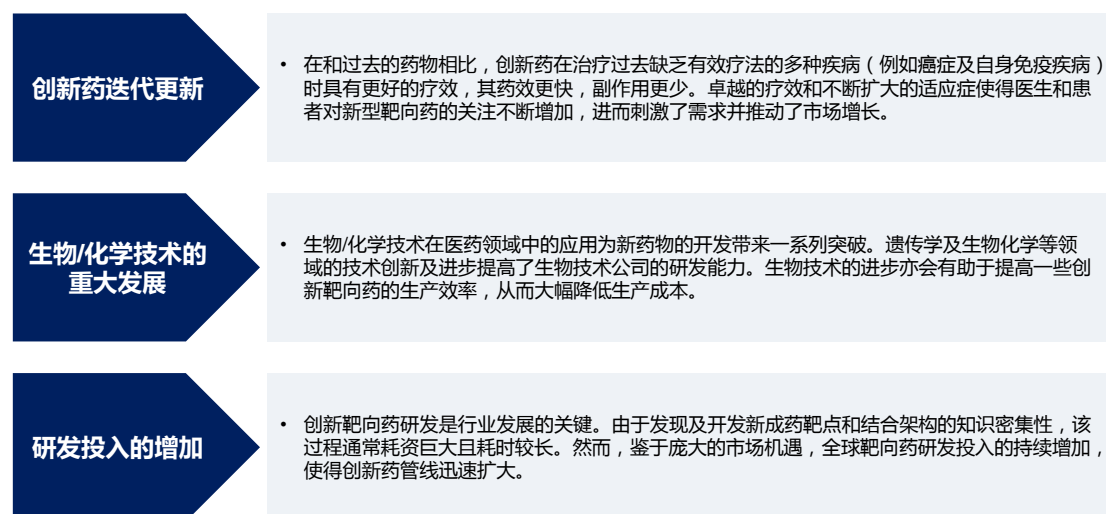 创新药迭代更新
• 在和过去的药物相比，创新药在治疗过去缺乏有效疗法的多种疾病（例如癌症及自身免疫疾病）
时具有更好的疗效，其药效更快，副作用更少。卓越的疗效和不断扩大的适应症使得医生和患
者对新型靶向药的关注不断增加，进而刺激了需求并推动了市场增长。
生物/化学技术的
重大发展
• 生物/化学技术在医药领域中的应用为新药物的开发带来一系列突破。遗传学及生物化学等领
域的技术创新及进步提高了生物技术公司的研发能力。生物技术的进步亦会有助于提高一些创
新靶向药的生产效率，从而大幅降低生产成本。
研发投入的增加
• 创新靶向药研发是行业发展的关键。由于发现及开发新成药靶点和结合架构的知识密集性，该
过程通常耗资巨大且耗时较长。然而，鉴于庞大的市场机遇，全球靶向药研发投入的持续增加，
使得创新药管线迅速扩大。